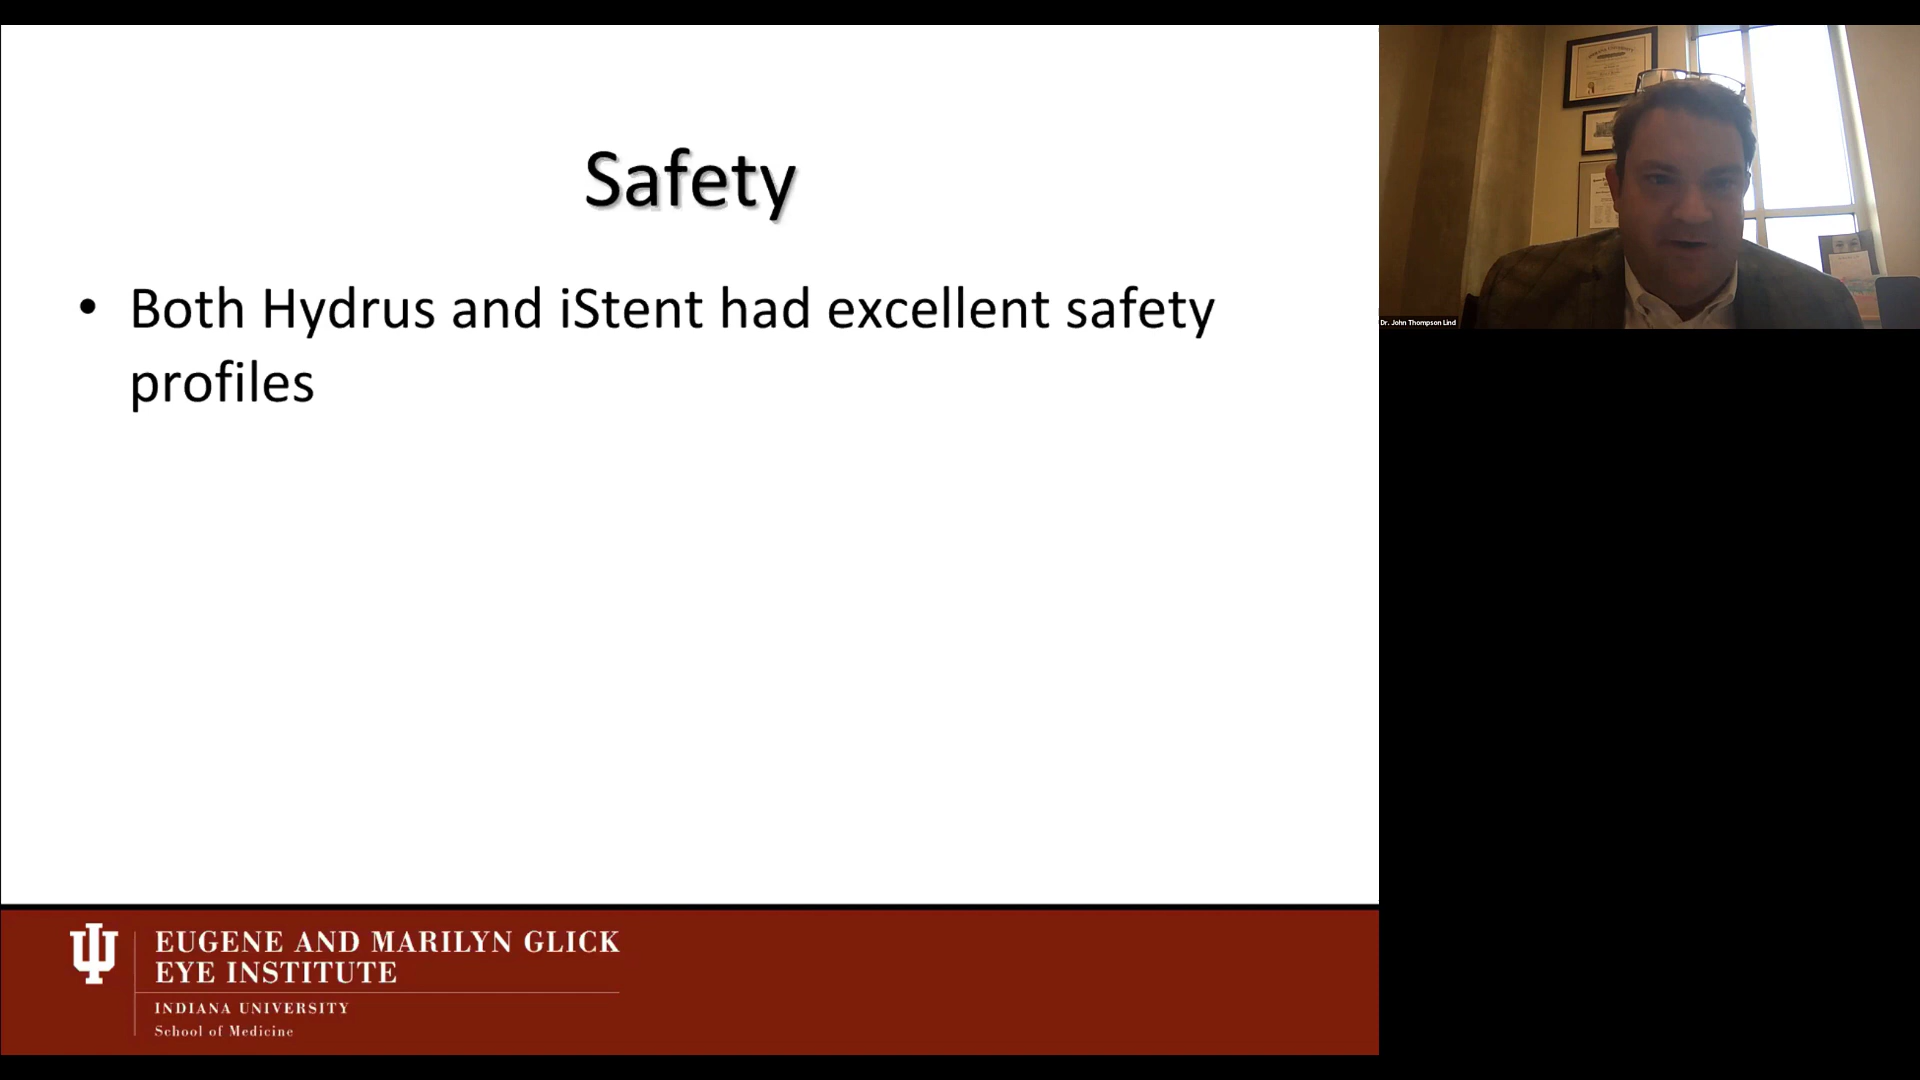 Safety
• Both Hydrus and iStent had excellent safety
profiles
Dr. John Thompson Lind
EUGENE AND MARILYN GLICK
EYE INSTITUTE
INDIANA UNIVERSITY
School of Medicine